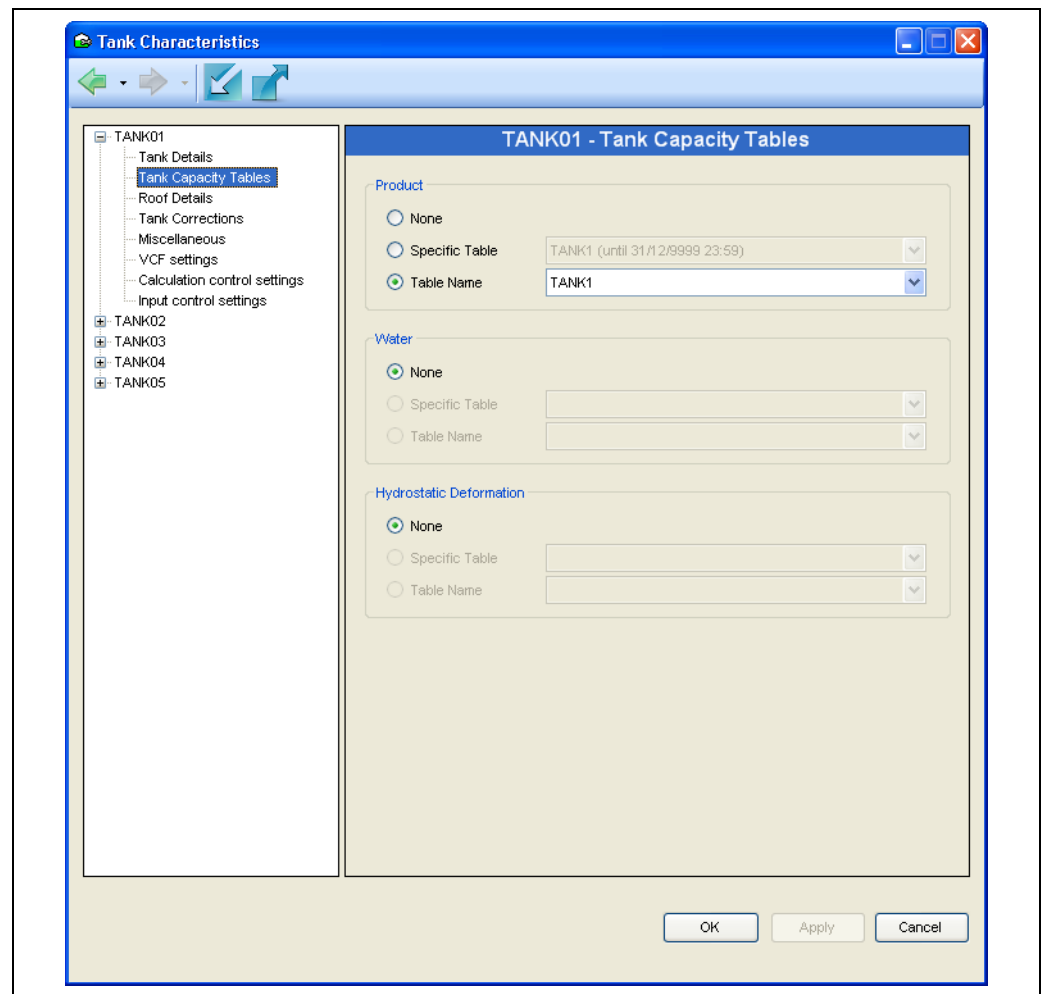 Tank Characteristics
TANK01
Tank Details
Tank Capacity Tables
Roof Details
Tank Corrections
Miscellaneous
VCF settings
Calculation control settings
Input control settings
TANK02
TANK03
TANK04
TANK05
TANK01 - Tank Capacity Tables
Product
None
Specific Table TANK1 (until 31/12/9999 23:59)
Table Name TANK1
Water
None
Specific Table
Table Name
Hydrostatic Deformation
None
Specific Table
Table Name
OK Apply Cancel